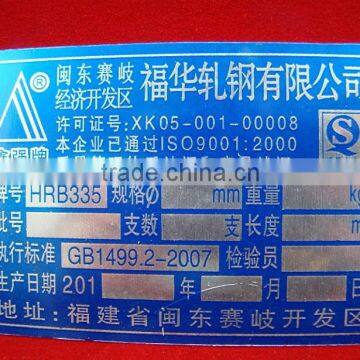 闽东赛岐
经济开发区
福华轧钢有限公司
®
许可证号:XK05-001-00008
本企业已通过ISO9001:2000
trade.china.cn
牌号 HRB335 规格Ø mm 重量 kg
批号 支数 支长度
执行标准 GB1499.2-2007 检验员
生产日期 201 年 月 日
地址:福建省闽东赛岐开发区